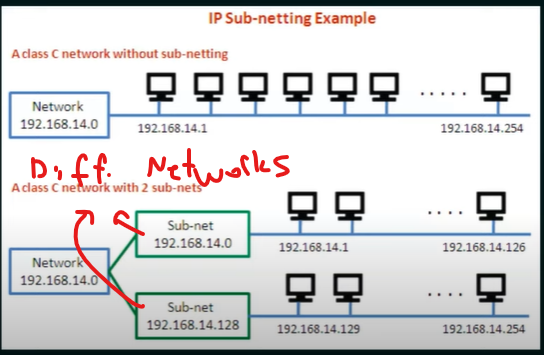 IP Sub-netting Example
A class C network without sub-netting
Network
192.168.14.0
.....
192.168.14.1
192.168.14.254
Diff. Networks
A class C network with 2 sub-nets
Sub-net
192.168.14.0
....
192.168.14.1
192.168.14.126
Network
192.168.14.0
Sub-net
192.168.14.128
....
192.168.14.129
192.168.14.254